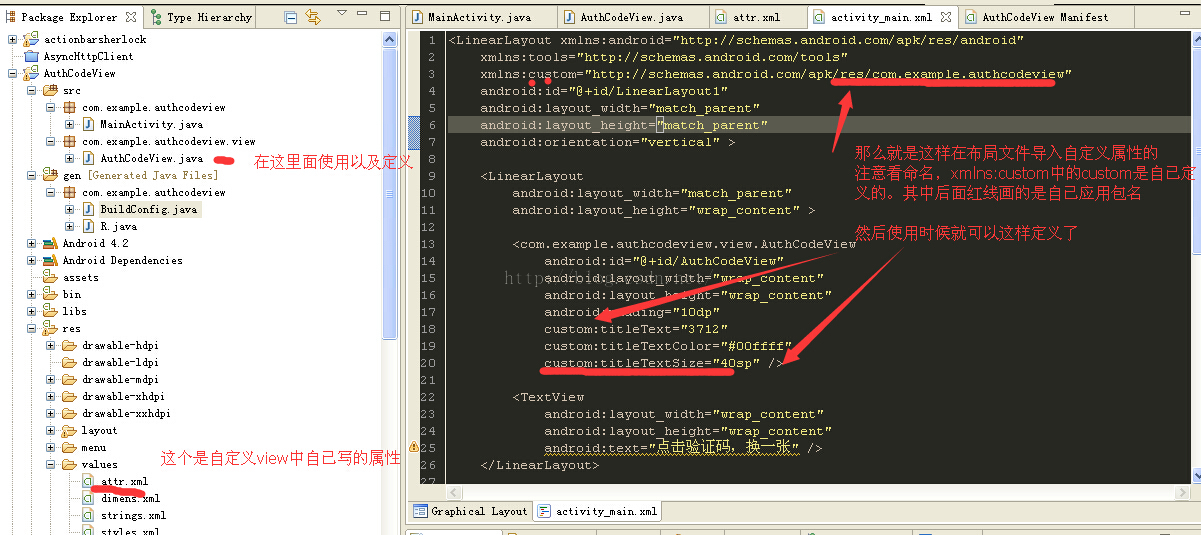 Package Explorer
Type Hierarchy
actionbarsherlock
AsyncHttpClient
AuthCodeView
src
com.example.authcodeview
MainActivity.java
com.example.authcodeview.view
AuthCodeView.java
在这里面使用以及定义
gen [Generated Java Files]
com.example.authcodeview
BuildConfig.java
R.java
Android 4.2
Android Dependencies
assets
bin
libs
res
drawable-hdpi
drawable-ldpi
drawable-mdpi
drawable-xhdpi
drawable-xxhdpi
layout
menu
values
这个是自定义view中自己写的属性
attr.xml
dimens.xml
strings.xml
styles.xml
MainActivity.java
AuthCodeView.java
attr.xml
activity_main.xml
AuthCodeView Manifest
1 <LinearLayout xmlns:android="http://schemas.android.com/apk/res/android"
2 xmlns:tools="http://schemas.android.com/tools"
3 xmlns:custom="http://schemas.android.com/apk/res/com.example.authcodeview"
4 android:id="@+id/LinearLayout1"
5 android:layout_width="match_parent"
6 android:layout_height="match_parent"
7 android:orientation="vertical" >
8
9 <LinearLayout
10 android:layout_width="match_parent"
11 android:layout_height="wrap_content" >
12
13 <com.example.authcodeview.view.AuthCodeView
14 android:id="@+id/AuthCodeView"
15 android:layout_width="wrap_content"
16 android:layout_height="wrap_content"
17 android:padding="10dp"
18 custom:titleText="3712"
19 custom:titleTextColor="#00ffff"
20 custom:titleTextSize="40sp" />
21
22 <TextView
23 android:layout_width="wrap_content"
24 android:layout_height="wrap_content"
25 android:text="点击验证码，换一张" />
26 </LinearLayout>
27
那么就是这样在布局文件导入自定义属性的
注意看命名，xmlns:custom中的custom是自己定
义的。其中后面红线画的是自己应用包名
然后使用时候就可以这样定义了
Graphical Layout
activity_main.xml